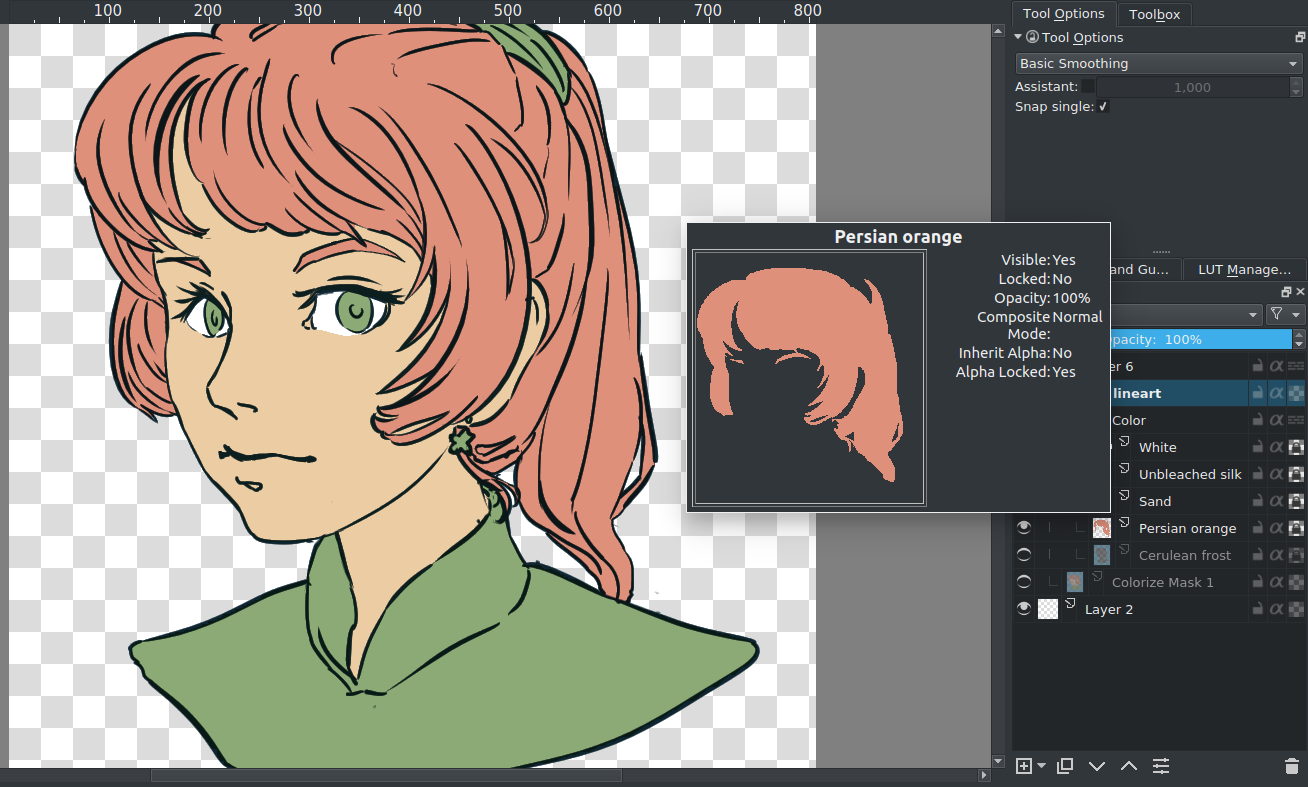 100 200 300 400 500 600 700 800
Tool Options
Toolbox
Tool Options
Basic Smoothing
Assistant:
1,000
Snap single:
Persian orange
Visible: Yes
Locked: No
Opacity: 100%
Composite Normal
Mode:
Inherit Alpha: No
Alpha Locked: Yes
and Gu...
LUT Manage...
pacity: 100%
er 6
lineart
Color
White
Unbleached silk
Sand
Persian orange
Cerulean frost
Colorize Mask 1
Layer 2